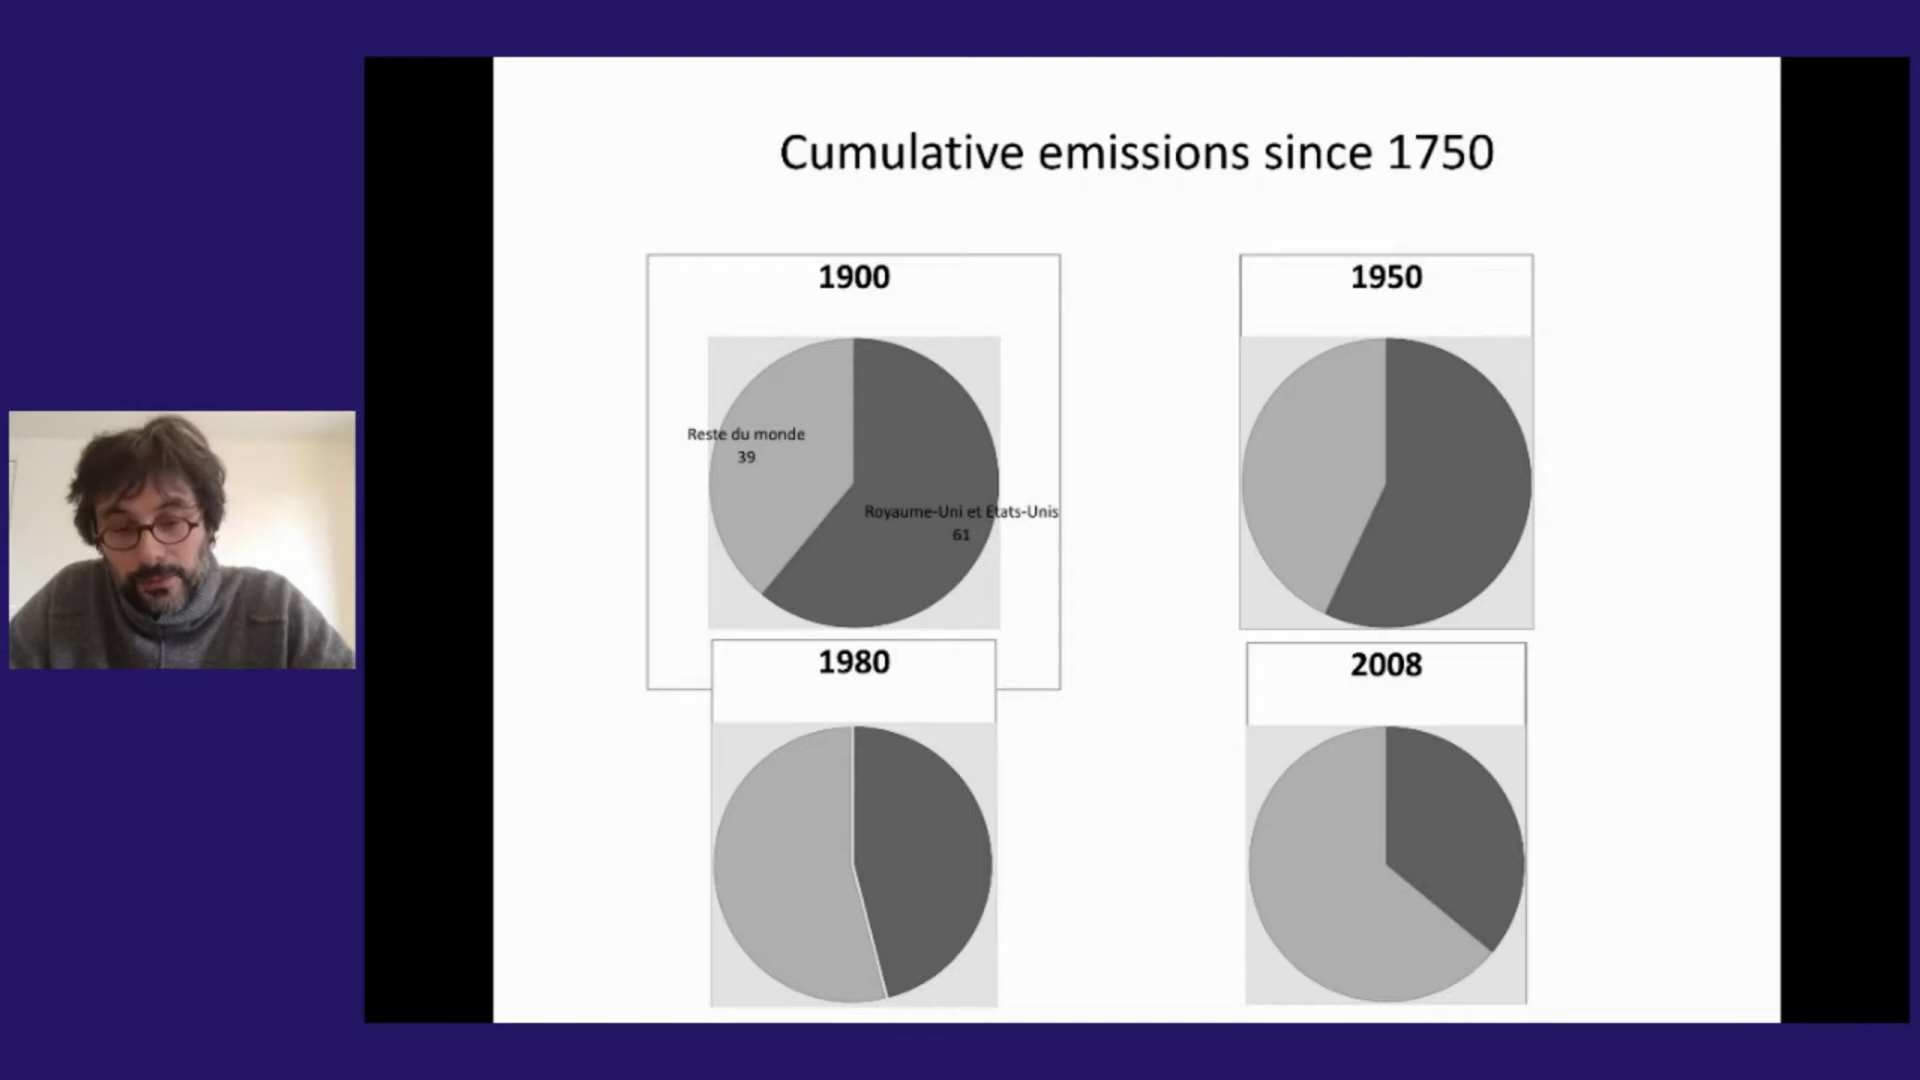 Cumulative emissions since 1750
1900
Reste du monde
39
Royaume-Uni et Etats-Unis
61
1950
1980
2008